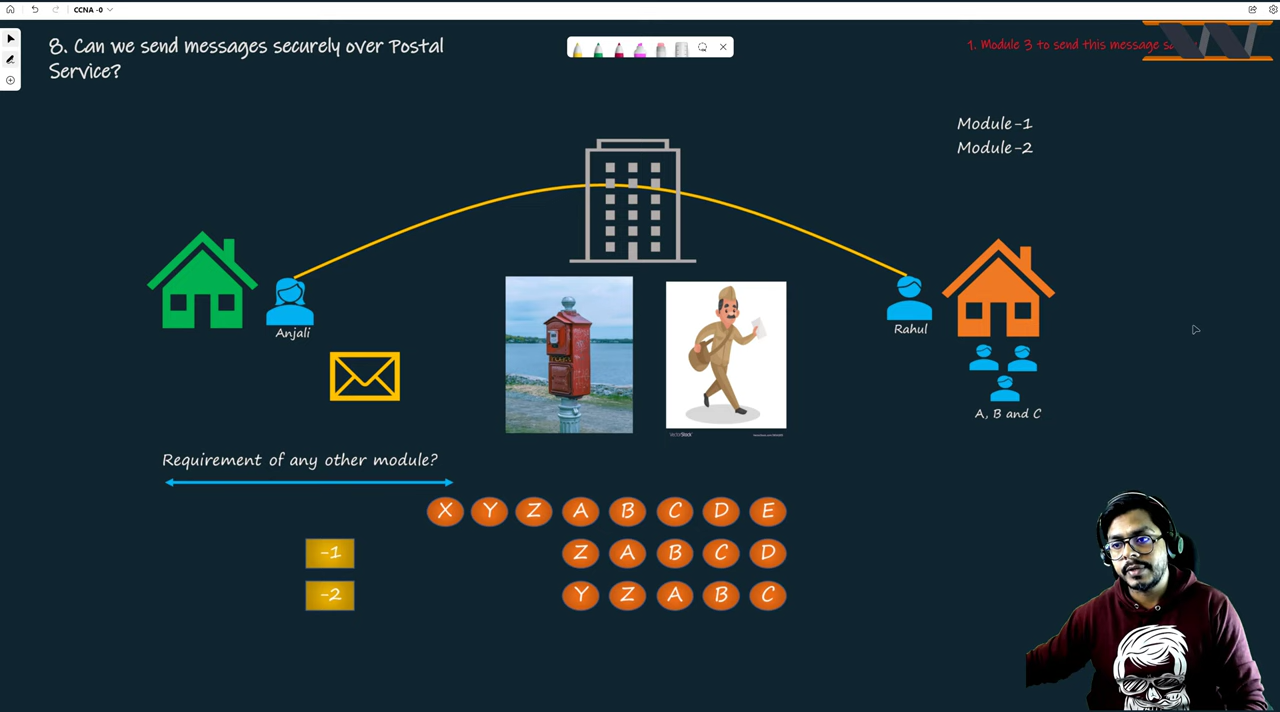 CCNA -0
8. Can we send messages securely over Postal
Service?
1. Module 3 to send this message
Module-1
Module-2
Anjali
Rahul
A, B and C
VectorStock
Requirement of any other module?
X Y Z A B C D E
-1 Z A B C D
-2 Y Z A B C